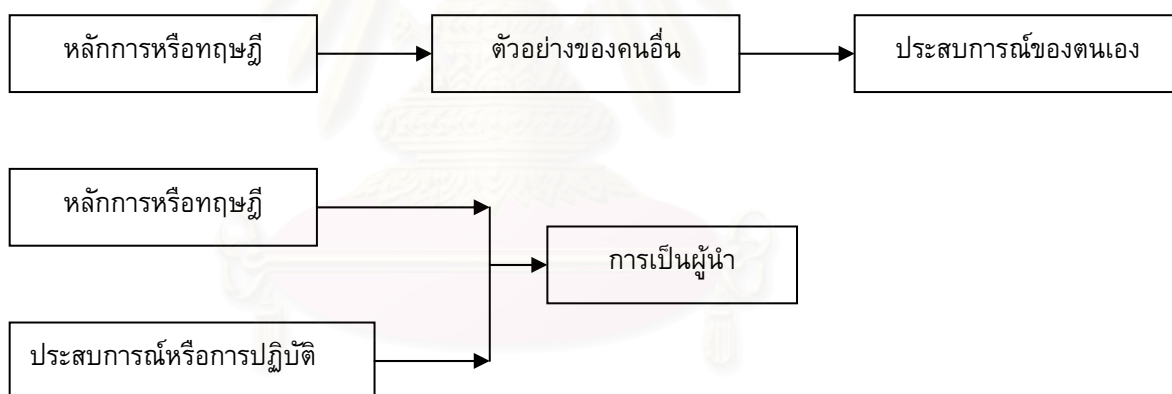 หลักการหรือทฤษฎี
ตัวอย่างของคนอื่น
ประสบการณ์ของตนเอง
หลักการหรือทฤษฎี
การเป็นผู้นำ
ประสบการณ์หรือการปฏิบัติ